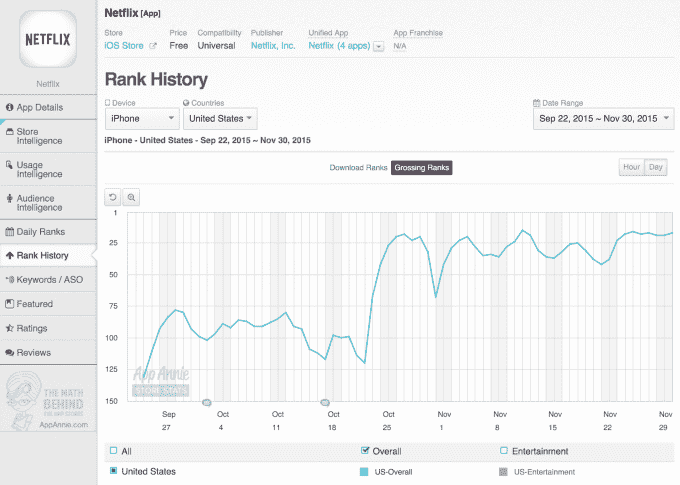 NETFLIX
Netflix
App Details
Store
Intelligence
Usage
Intelligence
Audience
Intelligence
Daily Ranks
Rank History
Keywords / ASO
Featured
Ratings
Reviews
THE MATH
BEHIND
AppAnnie.com
Netflix [App]
Store Price Compatibility Publisher Unified App App Franchise
iOS Store Free Universal Netflix, Inc. Netflix (4 apps) N/A
Rank History
Device Countries Date Range
iPhone United States Sep 22, 2015 ~ Nov 30, 2015
iPhone - United States - Sep 22, 2015 ~ Nov 30, 2015
Download Ranks Grossing Ranks Hour Day
1
25
50
75
100
125
150
App Annie
STORE STATS
Sep Oct Oct Oct Oct Nov Nov Nov Nov Nov
27 4 11 18 25 1 8 15 22 29
All Overall Entertainment
United States US-Overall US-Entertainment